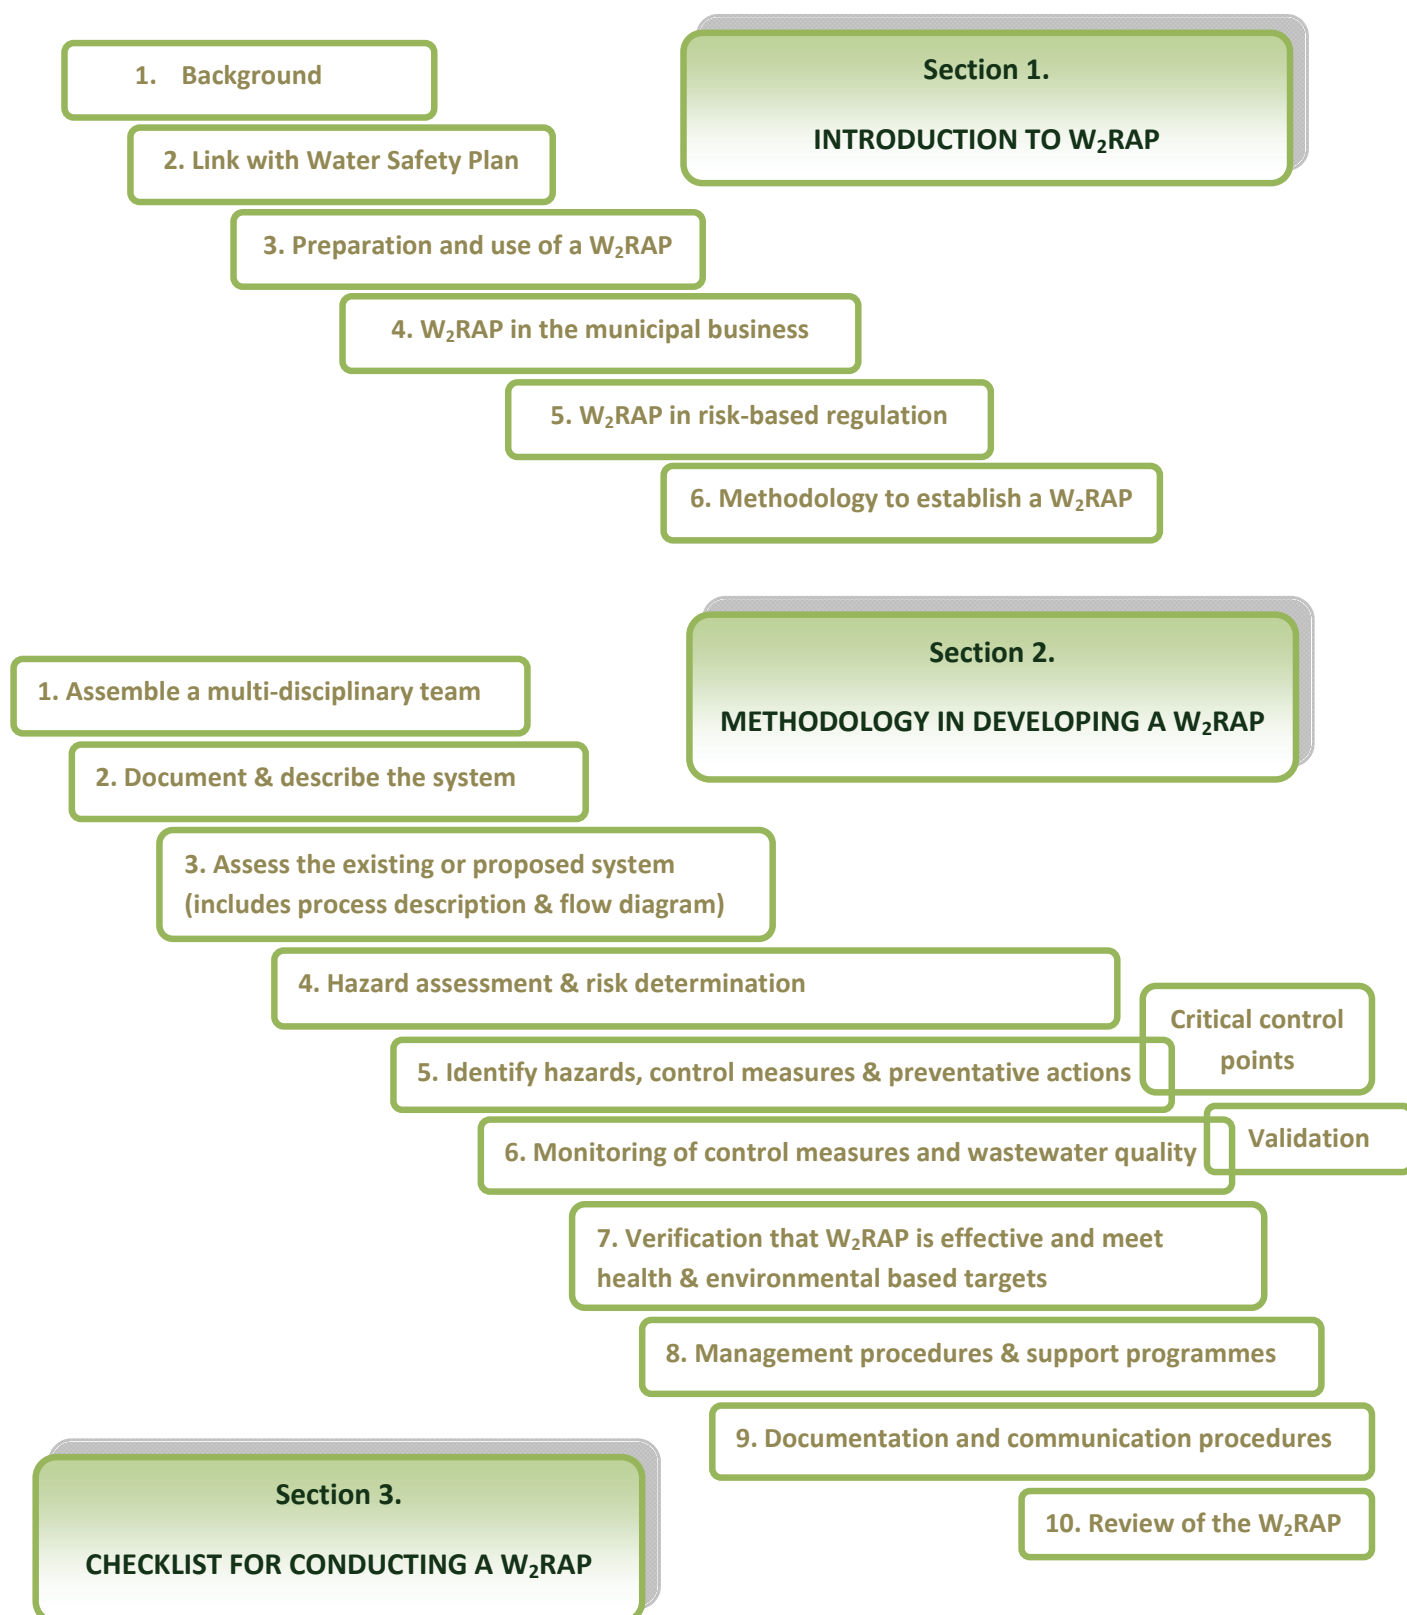 Section 1.
INTRODUCTION TO W₂RAP
1. Background
2. Link with Water Safety Plan
3. Preparation and use of a W₂RAP
4. W₂RAP in the municipal business
5. W₂RAP in risk-based regulation
6. Methodology to establish a W₂RAP
Section 2.
METHODOLOGY IN DEVELOPING A W₂RAP
1. Assemble a multi-disciplinary team
2. Document & describe the system
3. Assess the existing or proposed system
(includes process description & flow diagram)
4. Hazard assessment & risk determination
Critical control
points
5. Identify hazards, control measures & preventative actions
6. Monitoring of control measures and wastewater quality
Validation
7. Verification that W₂RAP is effective and meet
health & environmental based targets
8. Management procedures & support programmes
9. Documentation and communication procedures
10. Review of the W₂RAP
Section 3.
CHECKLIST FOR CONDUCTING A W₂RAP